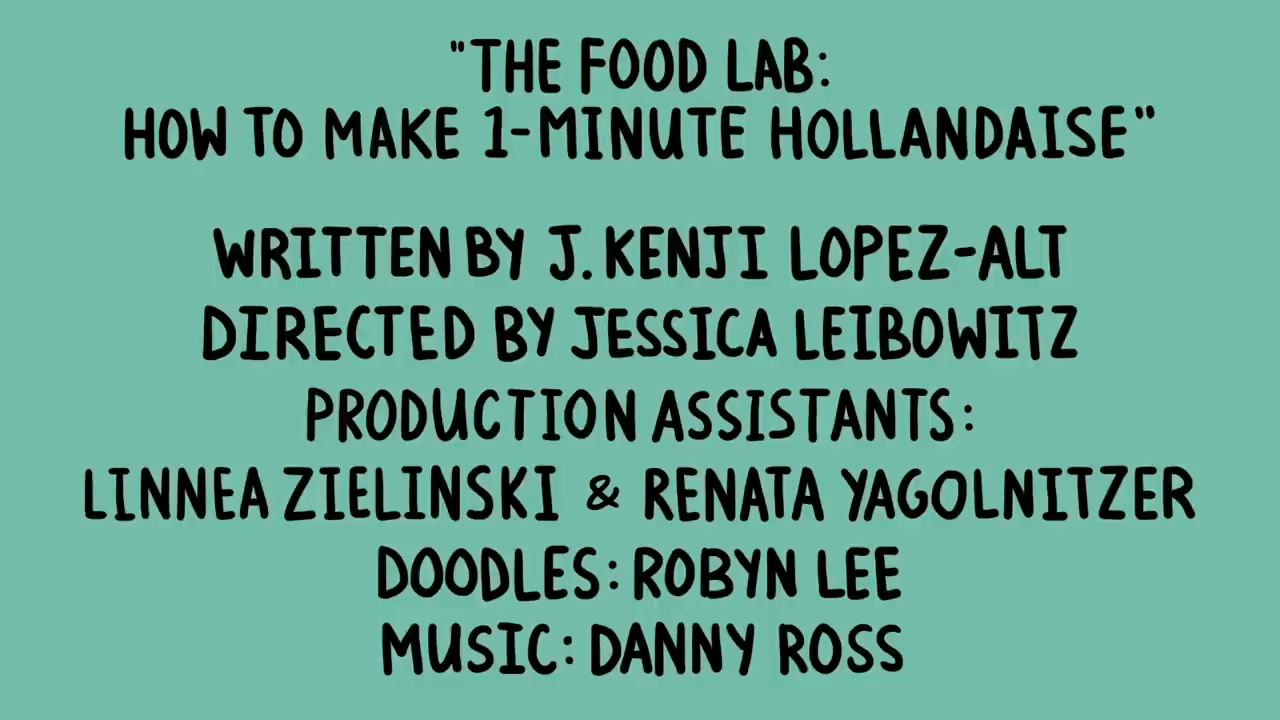 "THE FOOD LAB:
HOW TO MAKE 1-MINUTE HOLLANDAISE"
WRITTEN BY J. KENJI LOPEZ-ALT
DIRECTED BY JESSICA LEIBOWITZ
PRODUCTION ASSISTANTS:
LINNEA ZIELINSKI & RENATA YAGOLNITZER
DOODLES: ROBYN LEE
MUSIC: DANNY ROSS